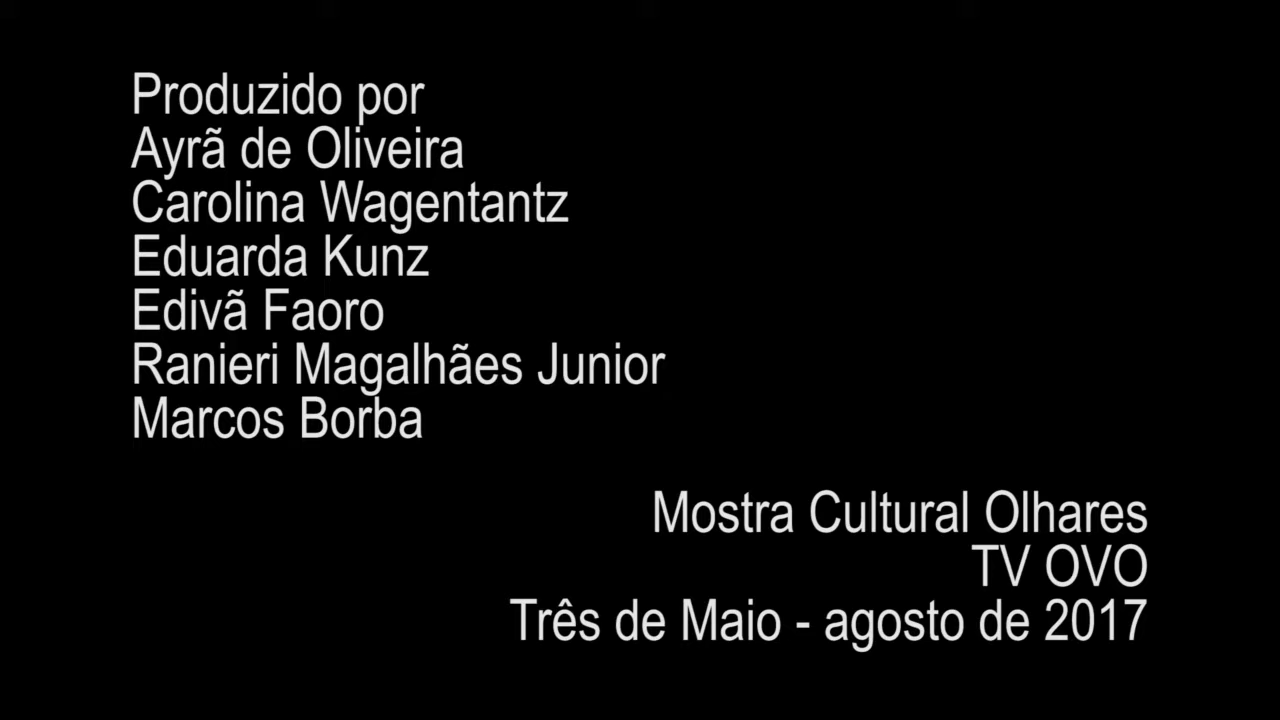 Produzido por
Ayrã de Oliveira
Carolina Wagentantz
Eduarda Kunz
Edivã Faoro
Ranieri Magalhães Junior
Marcos Borba
Mostra Cultural Olhares
TV OVO
Três de Maio - agosto de 2017